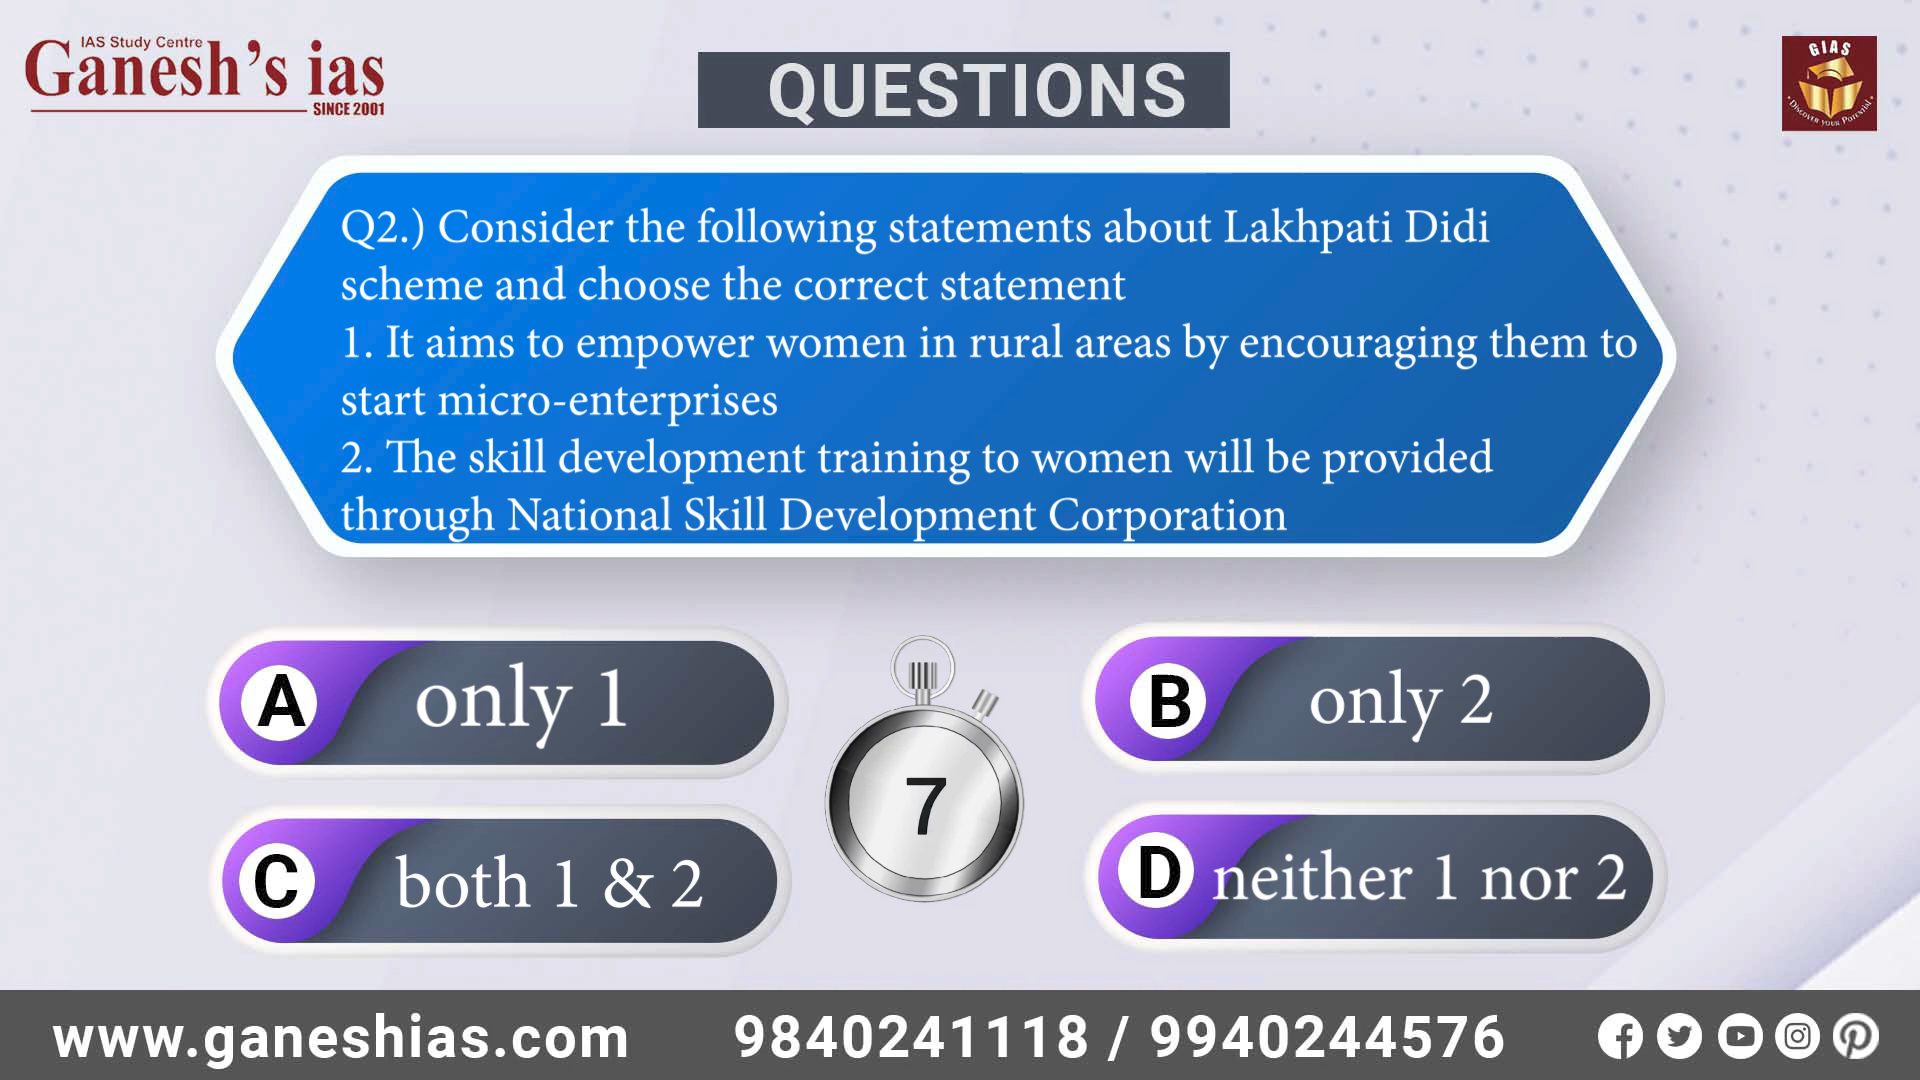 IAS Study Centre
Ganesh's ias
SINCE 2001
QUESTIONS
GIAS
DISCOVER YOUR POTENTIAL
Q2.) Consider the following statements about Lakhpati Didi
scheme and choose the correct statement
1. It aims to empower women in rural areas by encouraging them to
start micro-enterprises
2. The skill development training to women will be provided
through National Skill Development Corporation
A only 1
B only 2
7
C both 1 & 2
D neither 1 nor 2
www.ganeshias.com 9840241118 / 9940244576